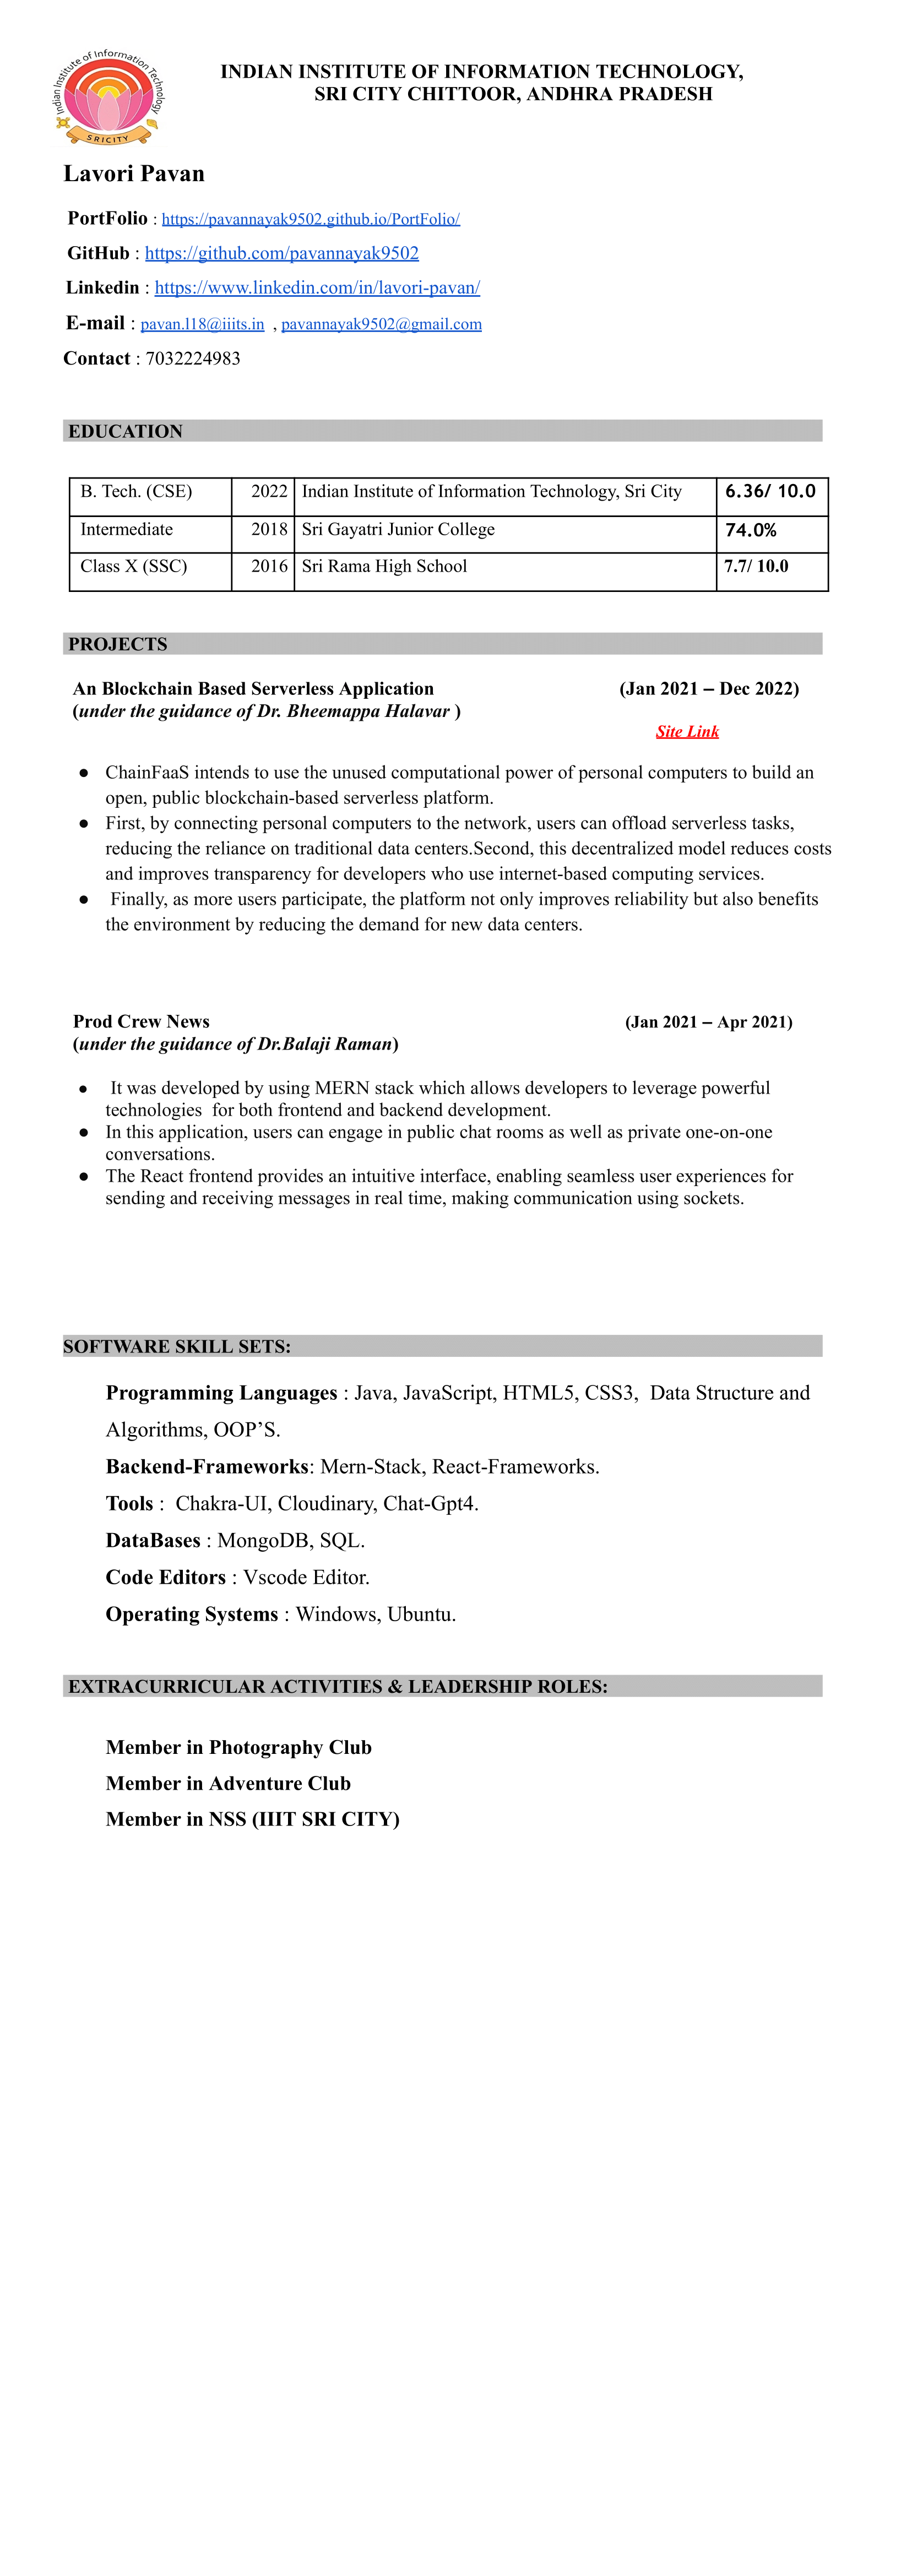 Indian Institute of Information Technology
SRICITY
INDIAN INSTITUTE OF INFORMATION TECHNOLOGY,
SRI CITY CHITTOOR, ANDHRA PRADESH
Lavori Pavan
PortFolio : https://pavannayak9502.github.io/PortFolio/
GitHub : https://github.com/pavannayak9502
Linkedin : https://www.linkedin.com/in/lavori-pavan/
E-mail : pavan.l18@iiits.in , pavannayak9502@gmail.com
Contact : 7032224983
EDUCATION
B. Tech. (CSE) 2022 Indian Institute of Information Technology, Sri City 6.36/ 10.0
Intermediate 2018 Sri Gayatri Junior College 74.0%
Class X (SSC) 2016 Sri Rama High School 7.7/ 10.0
PROJECTS
An Blockchain Based Serverless Application (Jan 2021 – Dec 2022)
(under the guidance of Dr. Bheemappa Halavar )
Site Link
● ChainFaaS intends to use the unused computational power of personal computers to build an
open, public blockchain-based serverless platform.
● First, by connecting personal computers to the network, users can offload serverless tasks,
reducing the reliance on traditional data centers.Second, this decentralized model reduces costs
and improves transparency for developers who use internet-based computing services.
● Finally, as more users participate, the platform not only improves reliability but also benefits
the environment by reducing the demand for new data centers.
Prod Crew News (Jan 2021 – Apr 2021)
(under the guidance of Dr.Balaji Raman)
● It was developed by using MERN stack which allows developers to leverage powerful
technologies for both frontend and backend development.
● In this application, users can engage in public chat rooms as well as private one-on-one
conversations.
● The React frontend provides an intuitive interface, enabling seamless user experiences for
sending and receiving messages in real time, making communication using sockets.
SOFTWARE SKILL SETS:
Programming Languages : Java, JavaScript, HTML5, CSS3, Data Structure and
Algorithms, OOP’S.
Backend-Frameworks: Mern-Stack, React-Frameworks.
Tools : Chakra-UI, Cloudinary, Chat-Gpt4.
DataBases : MongoDB, SQL.
Code Editors : Vscode Editor.
Operating Systems : Windows, Ubuntu.
EXTRACURRICULAR ACTIVITIES & LEADERSHIP ROLES:
Member in Photography Club
Member in Adventure Club
Member in NSS (IIIT SRI CITY)